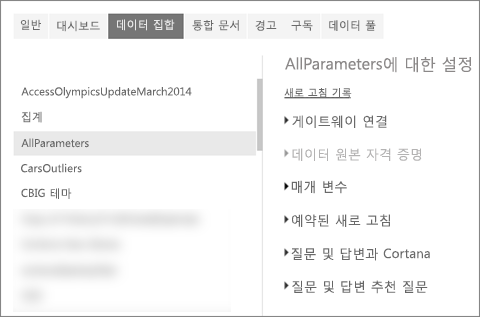 일반 대시보드 데이터 집합 통합 문서 경고 구독 데이터 풀
AllParameters에 대한 설정
새로 고침 기록
AccessOlympicsUpdateMarch2014
집계
AllParameters
CarsOutliers
CBIG 테마
게이트웨이 연결
데이터 원본 자격 증명
매개 변수
예약된 새로 고침
질문 및 답변과 Cortana
질문 및 답변 추천 질문